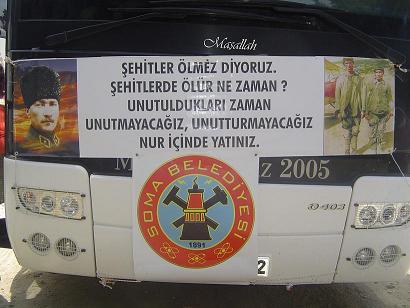 Maşallah
ŞEHİTLER ÖLMEZ DİYORUZ.
ŞEHİTLERDE ÖLÜR NE ZAMAN ?
UNUTULDUKLARI ZAMAN
UNUTMAYACAĞIZ, UNUTTURMAYACAĞIZ
NUR İÇİNDE YATINIZ.
2005
SOMA BELEDİYESİ
1891
D 403
2